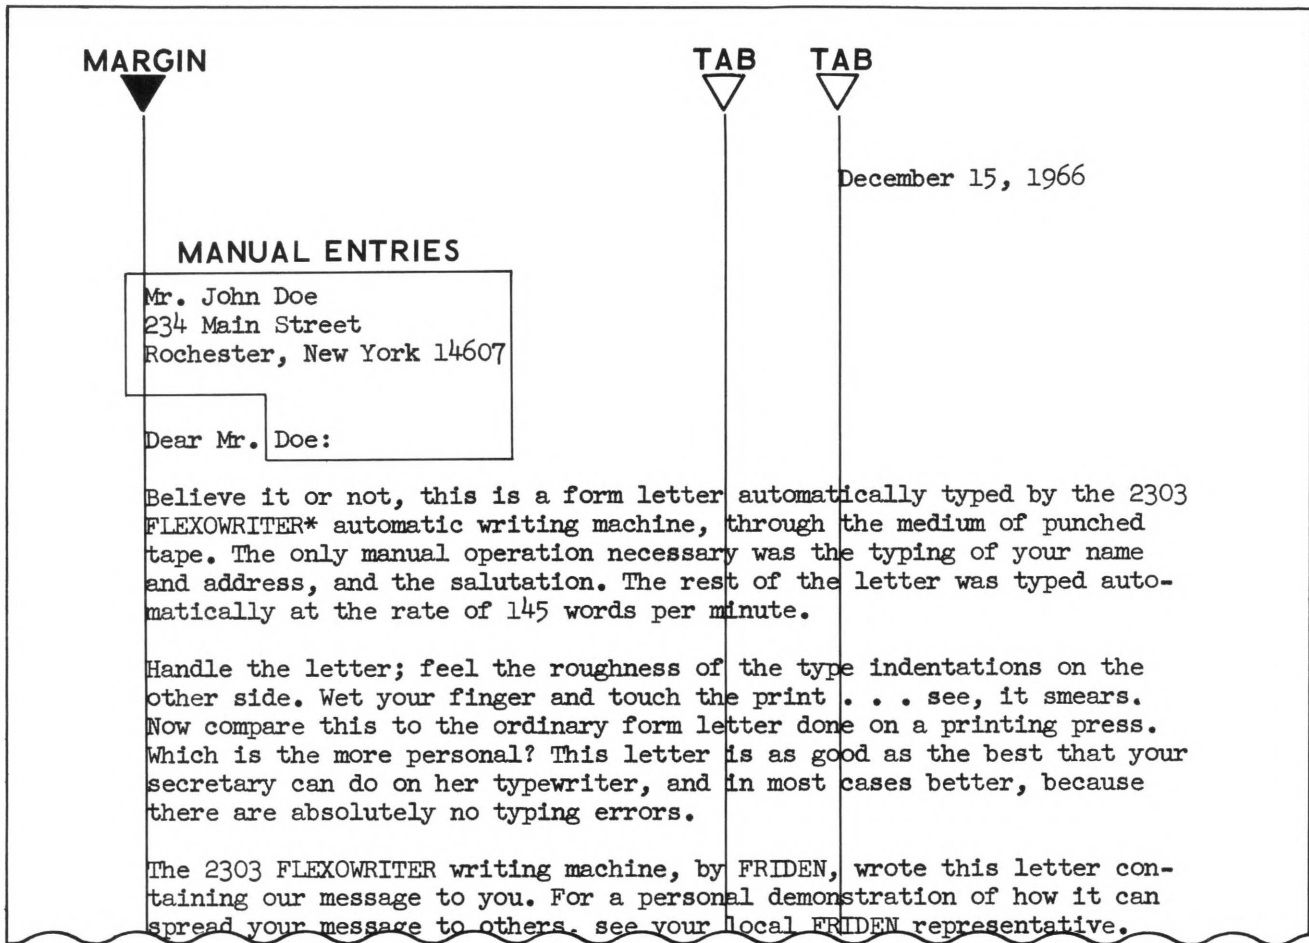 MARGIN TAB TAB
December 15, 1966
MANUAL ENTRIES
Mr. John Doe
234 Main Street
Rochester, New York 14607
Dear Mr. Doe:
Believe it or not, this is a form letter automatically typed by the 2303
FLEXOWRITER* automatic writing machine, through the medium of punched
tape. The only manual operation necessary was the typing of your name
and address, and the salutation. The rest of the letter was typed auto-
matically at the rate of 145 words per minute.
Handle the letter; feel the roughness of the type indentations on the
other side. Wet your finger and touch the print . . . see, it smears.
Now compare this to the ordinary form letter done on a printing press.
Which is the more personal? This letter is as good as the best that your
secretary can do on her typewriter, and in most cases better, because
there are absolutely no typing errors.
The 2303 FLEXOWRITER writing machine, by FRIDEN, wrote this letter con-
taining our message to you. For a personal demonstration of how it can
spread your message to others, see your local FRIDEN representative.